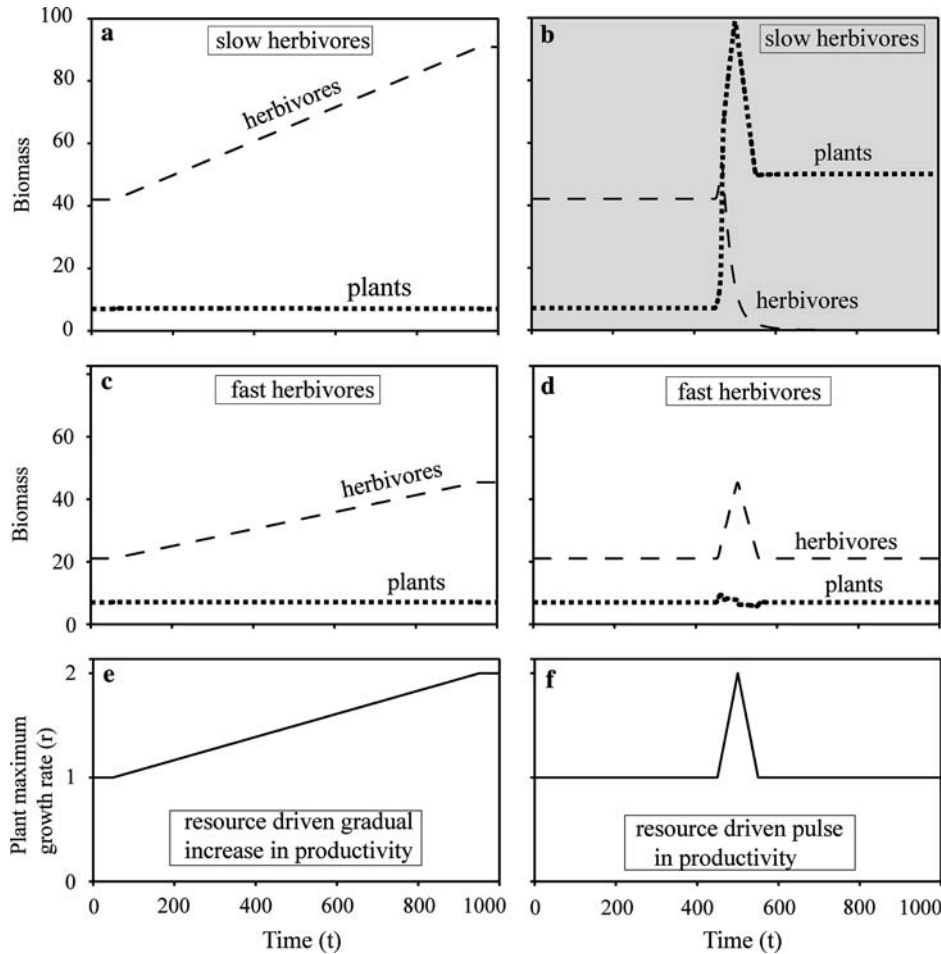 100
80
60
40
20
0
Biomass
a
slow herbivores
herbivores
plants
b
slow herbivores
plants
herbivores
60
40
20
0
Biomass
c
fast herbivores
herbivores
plants
d
fast herbivores
herbivores
plants
2
1
0
Plant maximum
growth rate (r)
e
resource driven gradual
increase in productivity
f
resource driven pulse
in productivity
0 200 400 600 800 1000
Time (t)
0 200 400 600 800 1000
Time (t)